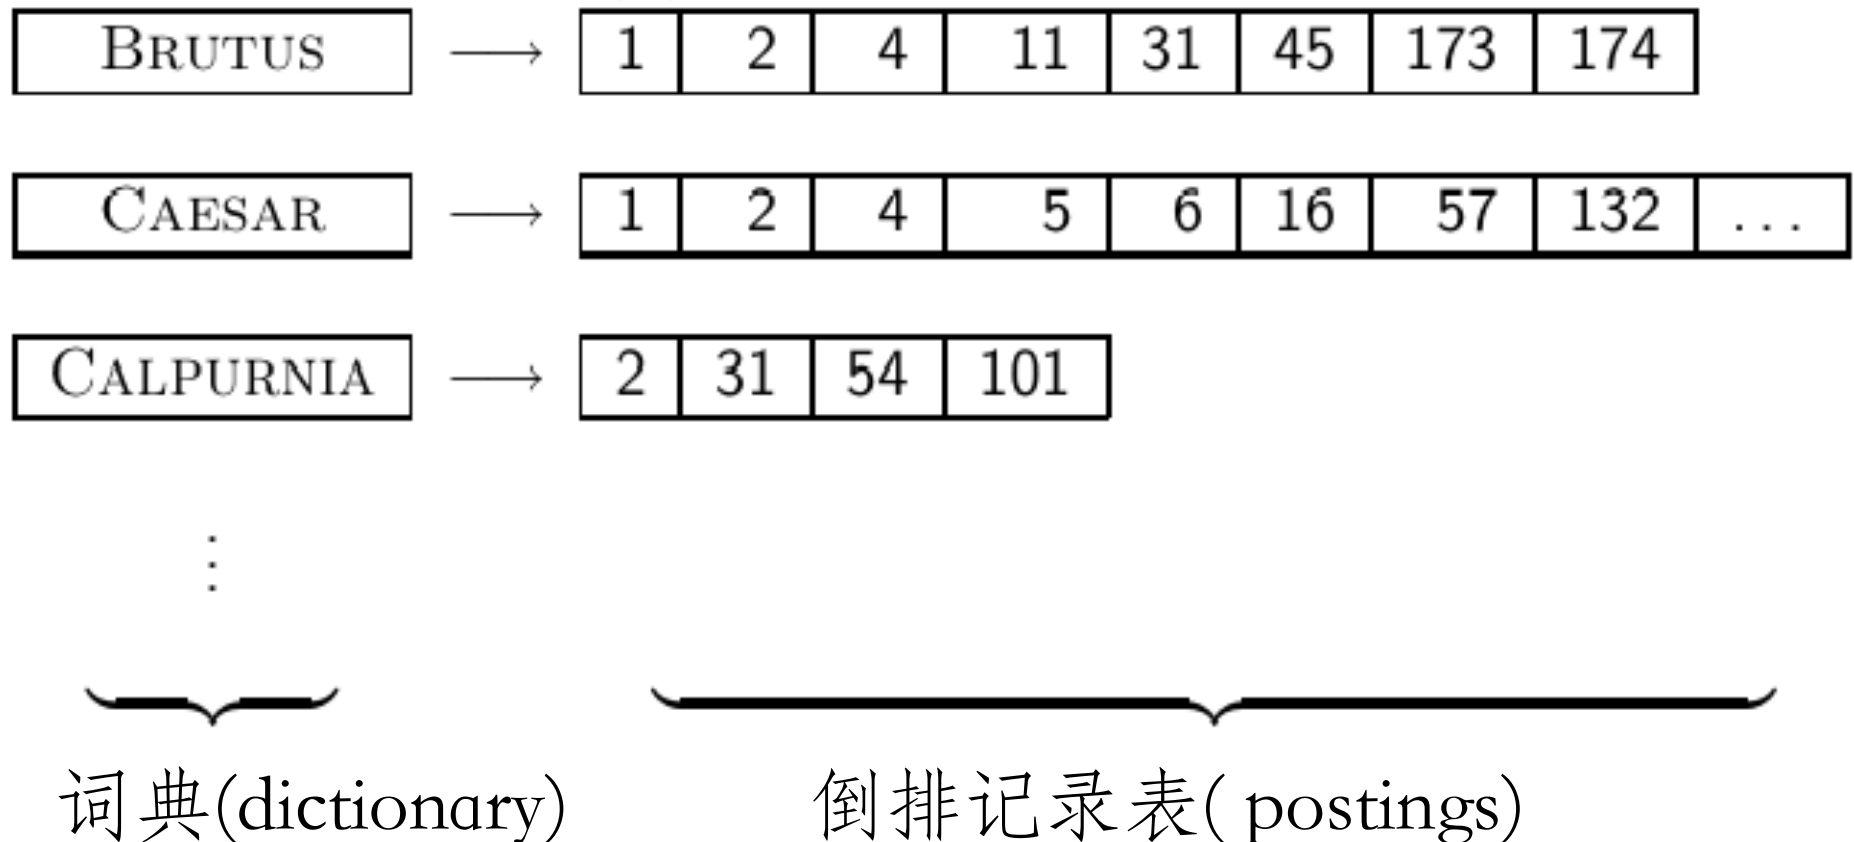 BRUTUS → 1 2 4 11 31 45 173 174
CAESAR → 1 2 4 5 6 16 57 132 ...
CALPURNIA → 2 31 54 101
⋮
词典(dictionary) 倒排记录表( postings)